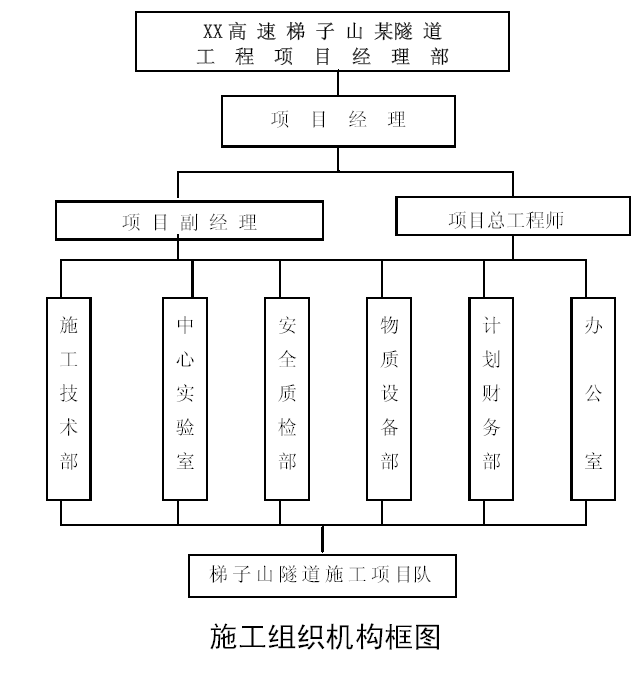 XX高速梯子山某隧道
工程项目经理部
项目经理
项目副经理
项目总工程师
施工技术部
中心实验室
安全质检部
物质设备部
计划财务部
办公室
梯子山隧道施工项目队
施工组织机构框图